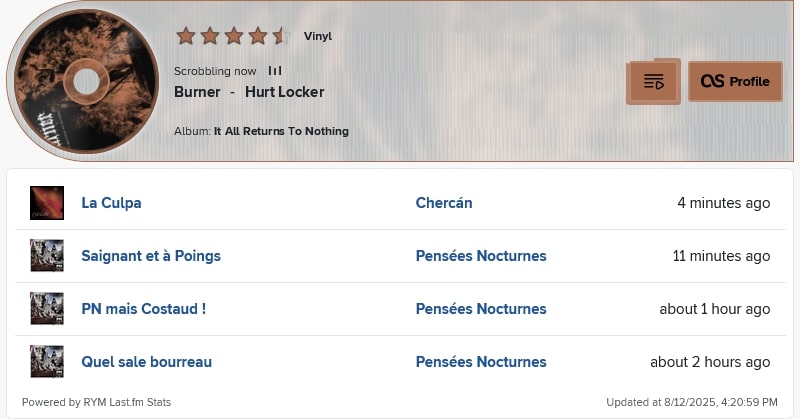 Vinyl
Scrobbling now
Burner - Hurt Locker
Profile
Album: It All Returns To Nothing
La Culpa Chercán 4 minutes ago
Saignant et à Poings Pensées Nocturnes 11 minutes ago
PN mais Costaud ! Pensées Nocturnes about 1 hour ago
Quel sale bourreau Pensées Nocturnes about 2 hours ago
Powered by RYM Last.fm Stats Updated at 8/12/2025, 4:20:59 PM